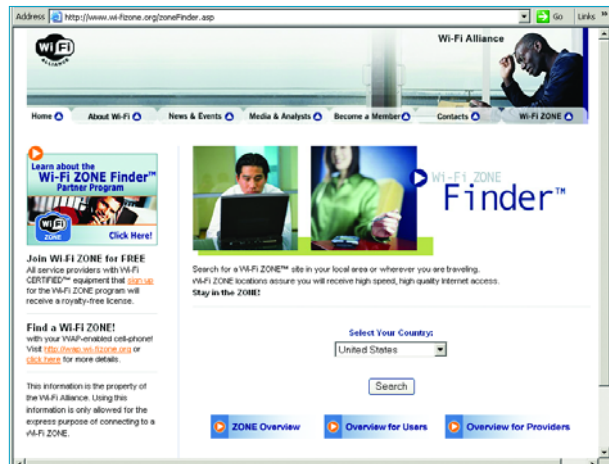 Address http://www.wi-fizone.org/zoneFinder.asp Go Links »
Wi Fi
ALLIANCE
Wi-Fi Alliance
Home About Wi-Fi News & Events Media & Analysts Become a Member Contacts Wi-Fi ZONE
Learn about the
Wi-Fi ZONE Finder™
Partner Program
Wi Fi
ZONE
Click Here!
Join Wi-Fi ZONE for FREE
All service providers with Wi-Fi
CERTIFIED™ equipment that sign up
for the Wi-Fi ZONE program will
receive a royalty-free license.
Find a Wi-Fi ZONE!
with your WAP-enabled cell-phone!
Visit http://wap.wi-fizone.org or
click here for more details.
This information is the property of
the Wi-Fi Alliance. Using this
information is only allowed for the
express purpose of connecting to a
Wi-Fi ZONE.
Wi-Fi ZONE
Finder™
Search for a Wi-Fi ZONE™ site in your local area or wherever you are traveling.
Wi-Fi ZONE locations assure you will receive high speed, high quality Internet access.
Stay in the ZONE!
Select Your Country:
United States
Search
ZONE Overview Overview for Users Overview for Providers